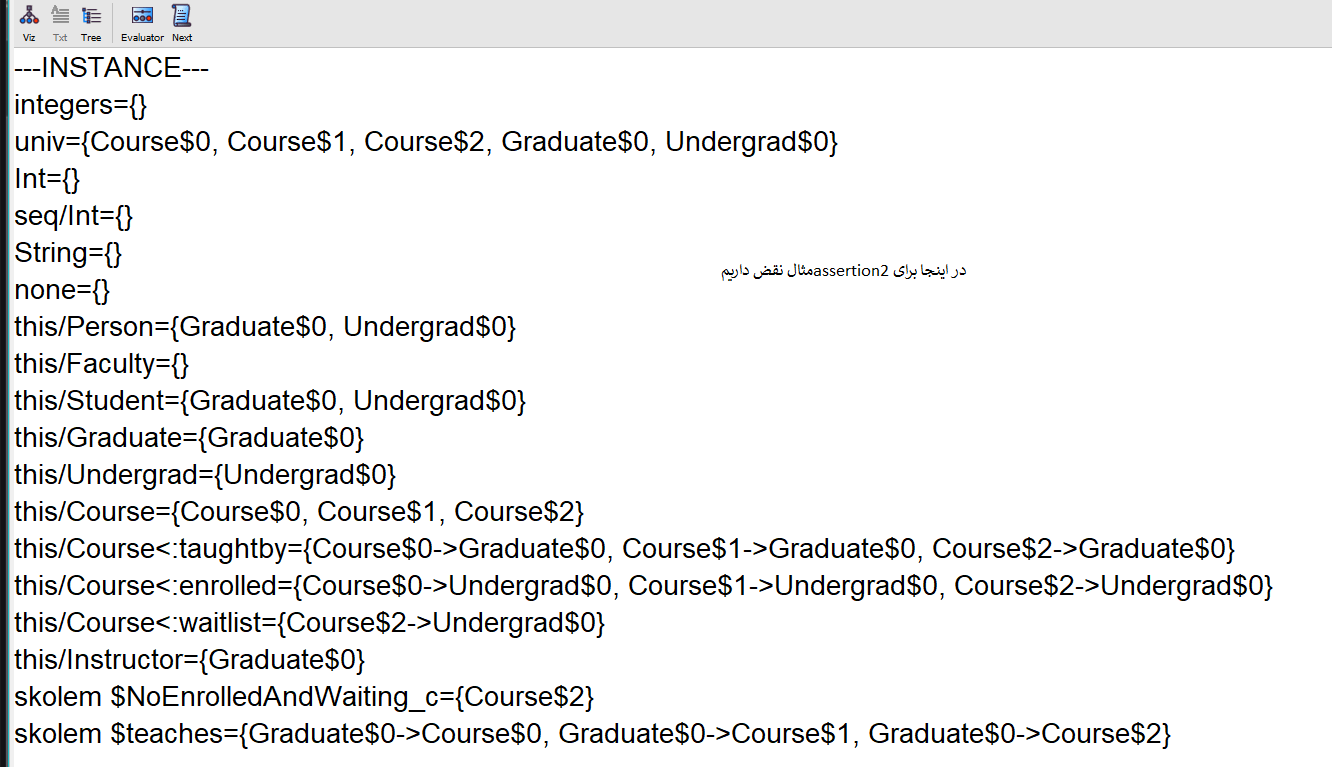 Viz Txt Tree Evaluator Next
---INSTANCE---
integers={}
univ={Course$0, Course$1, Course$2, Graduate$0, Undergrad$0}
Int={}
seq/Int={}
String={}
در اینجا برای assertion2مثال نقض داریم
none={}
this/Person={Graduate$0, Undergrad$0}
this/Faculty={}
this/Student={Graduate$0, Undergrad$0}
this/Graduate={Graduate$0}
this/Undergrad={Undergrad$0}
this/Course={Course$0, Course$1, Course$2}
this/Course<:taughtby={Course$0->Graduate$0, Course$1->Graduate$0, Course$2->Graduate$0}
this/Course<:enrolled={Course$0->Undergrad$0, Course$1->Undergrad$0, Course$2->Undergrad$0}
this/Course<:waitlist={Course$2->Undergrad$0}
this/Instructor={Graduate$0}
skolem $NoEnrolledAndWaiting_c={Course$2}
skolem $teaches={Graduate$0->Course$0, Graduate$0->Course$1, Graduate$0->Course$2}